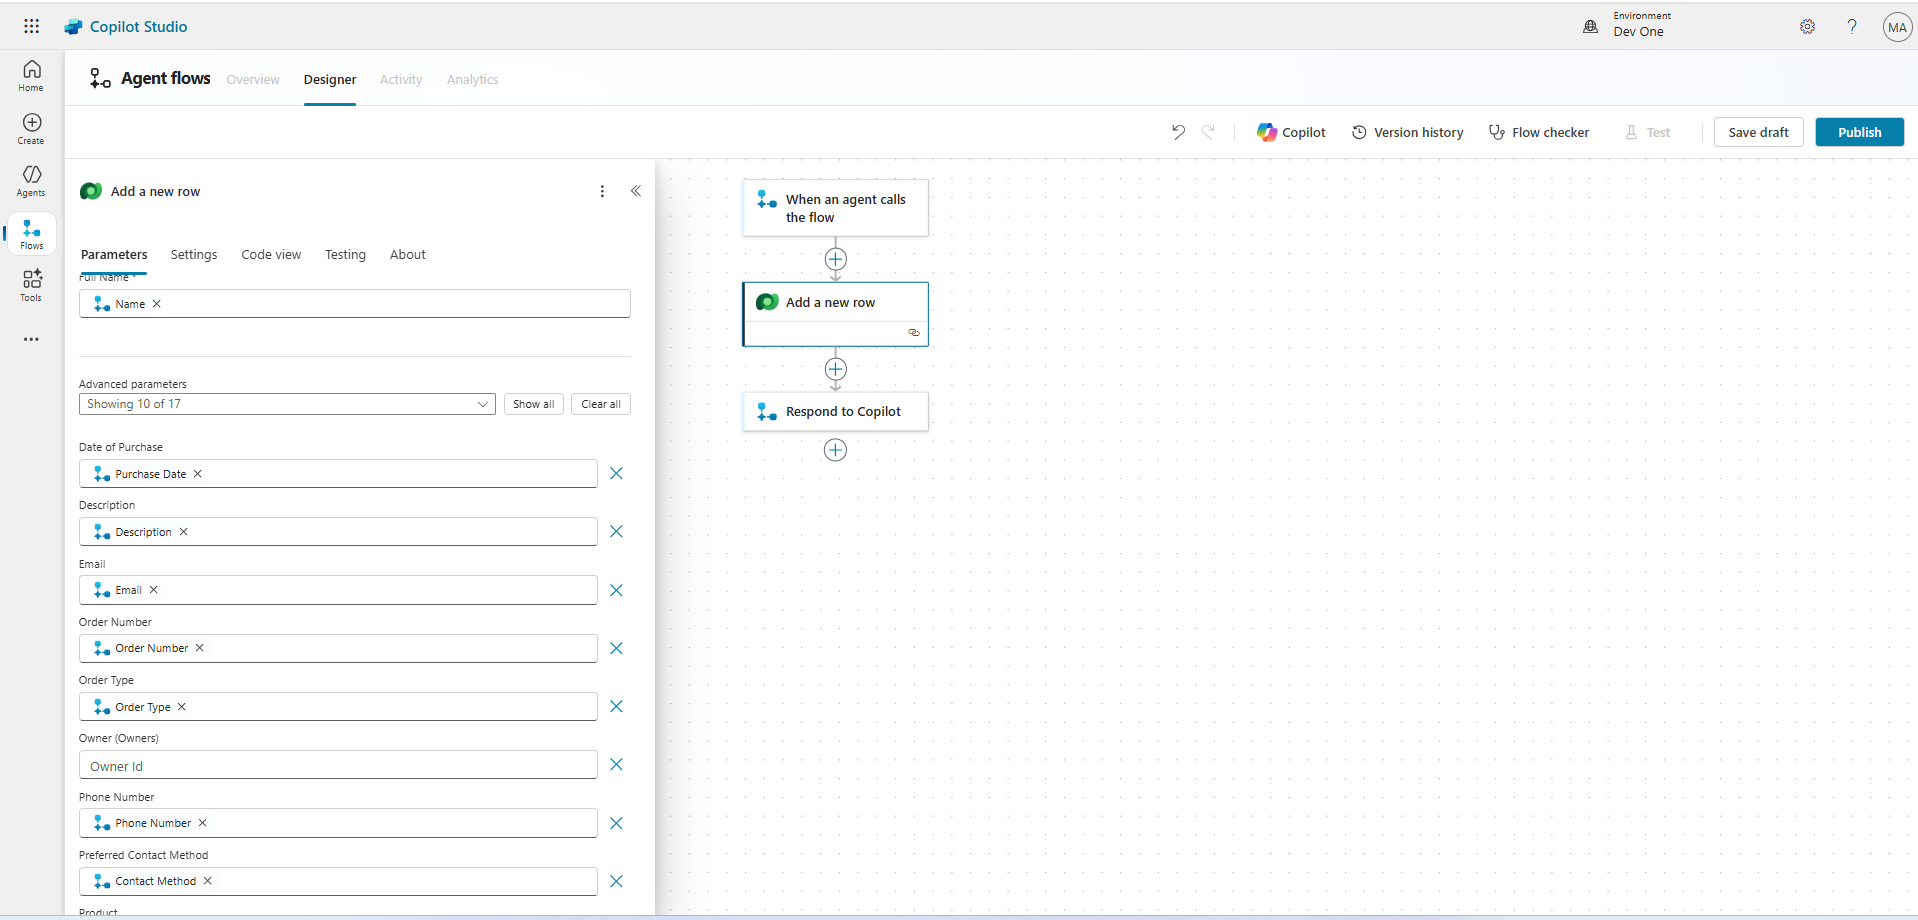 Copilot Studio
Environment
Dev One
?
MA
Home
Create
Agents
Flows
Tools
Agent flows
Overview
Designer
Activity
Analytics
Copilot
Version history
Flow checker
Test
Save draft
Publish
Add a new row
Parameters
Settings
Code view
Testing
About
Full Name *
Name
Advanced parameters
Showing 10 of 17
Show all
Clear all
Date of Purchase
Purchase Date
Description
Description
Email
Email
Order Number
Order Number
Order Type
Order Type
Owner (Owners)
Owner Id
Phone Number
Phone Number
Preferred Contact Method
Contact Method
Product
When an agent calls
the flow
Add a new row
Respond to Copilot